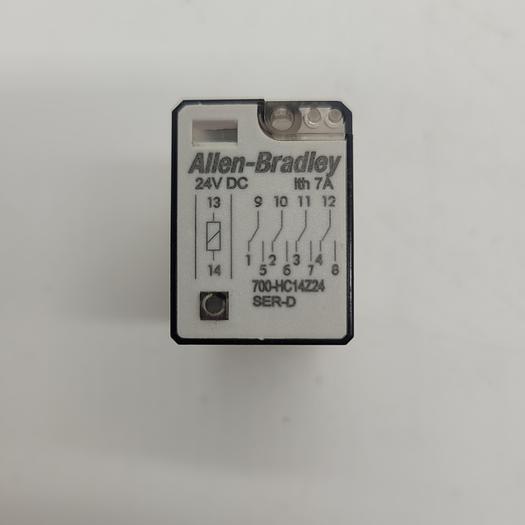 Allen-Bradley
24V DC Ith 7A
13 9 10 11 12
14 1 5 2 6 3 7 4 8
700-HC14Z24
SER-D